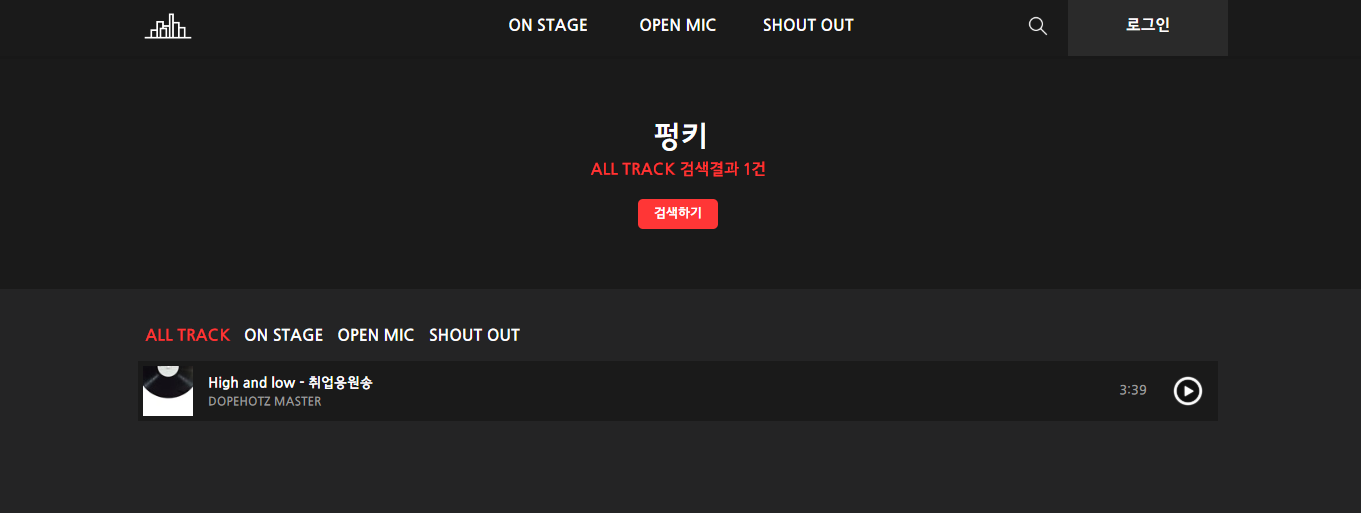 ON STAGE OPEN MIC SHOUT OUT 로그인
펑키
ALL TRACK 검색결과 1건
검색하기
ALL TRACK ON STAGE OPEN MIC SHOUT OUT
High and low - 취업응원송
DOPEHOTZ MASTER
3:39